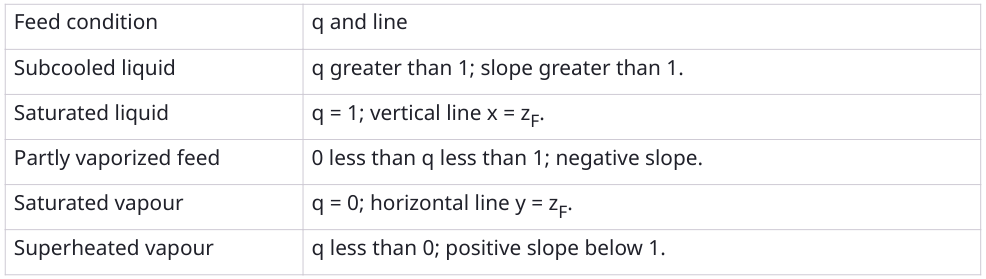 Feed condition q and line
Subcooled liquid q greater than 1; slope greater than 1.
Saturated liquid q = 1; vertical line x = z_F.
Partly vaporized feed 0 less than q less than 1; negative slope.
Saturated vapour q = 0; horizontal line y = z_F.
Superheated vapour q less than 0; positive slope below 1.